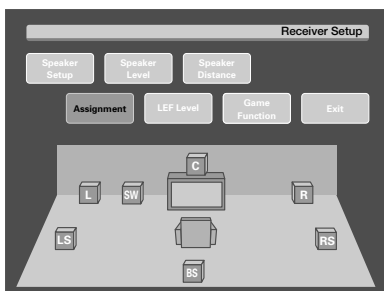 Receiver Setup
Speaker Setup
Speaker Level
Speaker Distance
Assignment
LEF Level
Game Function
Exit
C
L
SW
R
LS
RS
BS